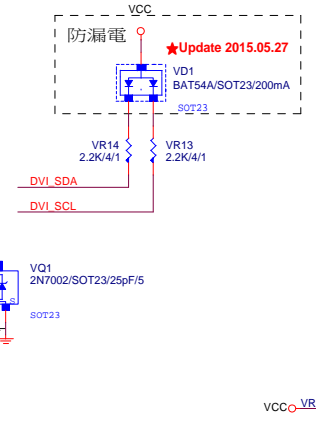 VCC
防漏電
★Update 2015.05.27
VD1
BAT54A/SOT23/200mA
SOT23
VR14
2.2K/4/1
VR13
2.2K/4/1
DVI_SDA
DVI_SCL
VQ1
2N7002/SOT23/25pF/5
S
SOT23
VCC
VR